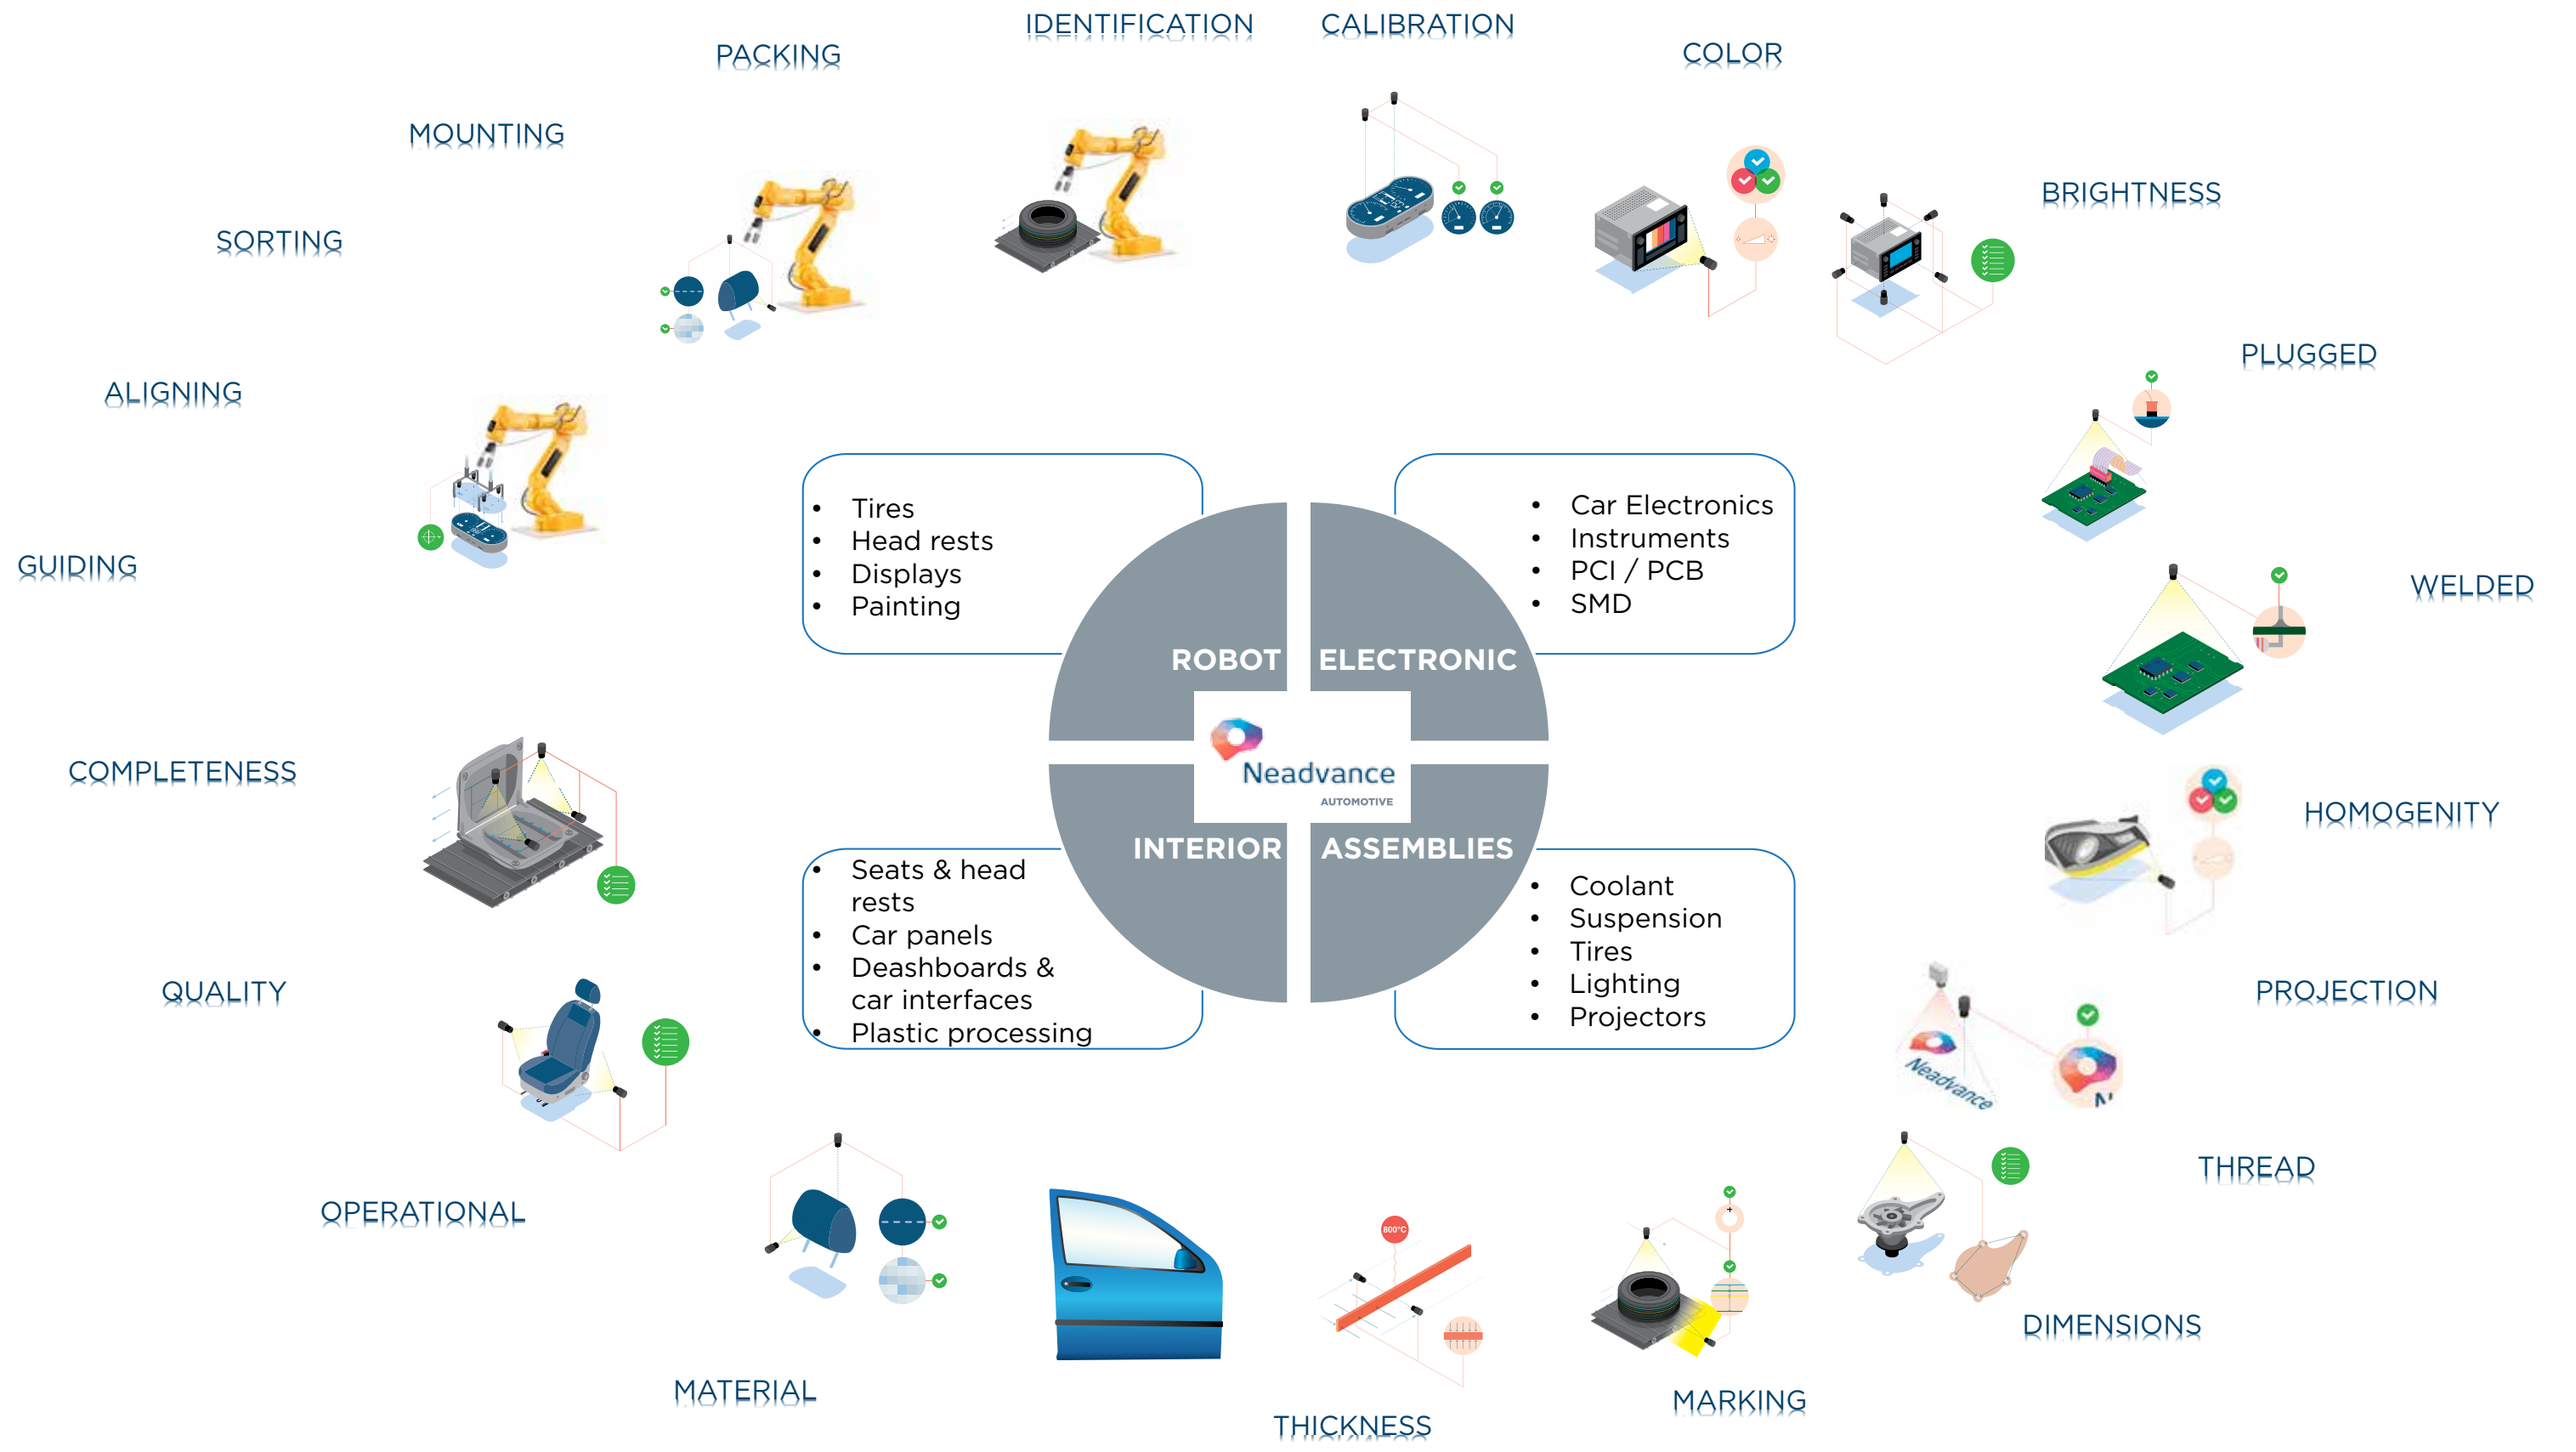 IDENTIFICATION
CALIBRATION
PACKING
COLOR
MOUNTING
BRIGHTNESS
SORTING
PLUGGED
ALIGNING
GUIDING
WELDED
• Tires
• Head rests
• Displays
• Painting
• Car Electronics
• Instruments
• PCI / PCB
• SMD
ROBOT
ELECTRONIC
Neadvance
AUTOMOTIVE
INTERIOR
ASSEMBLIES
COMPLETENESS
HOMOGENITY
• Seats & head
rests
• Car panels
• Deashboards &
car interfaces
• Plastic processing
• Coolant
• Suspension
• Tires
• Lighting
• Projectors
QUALITY
PROJECTION
Neadvance
N
OPERATIONAL
THREAD
800°C
DIMENSIONS
MATERIAL
MARKING
THICKNESS